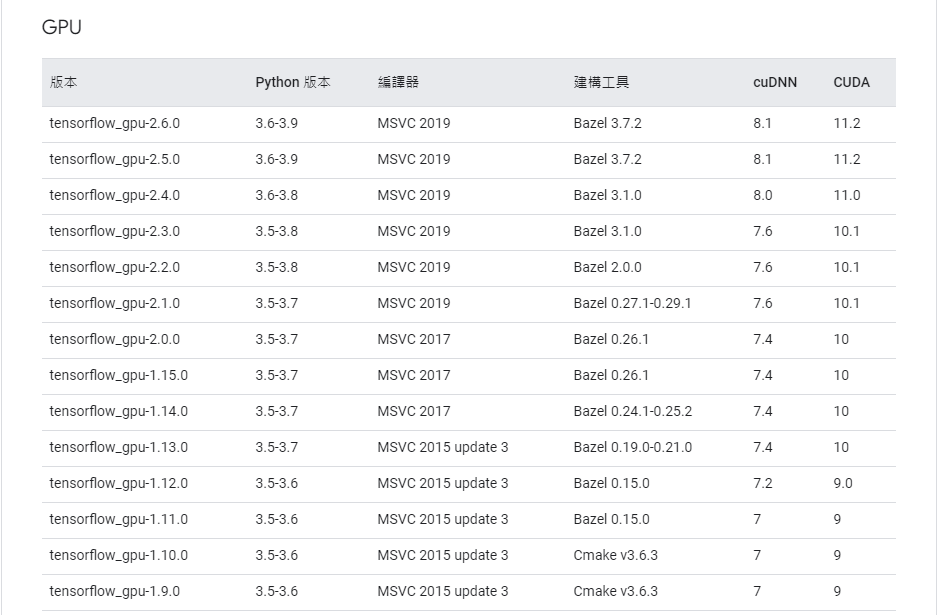 GPU
版本 Python 版本 編譯器 建構工具 cuDNN CUDA
tensorflow_gpu-2.6.0 3.6-3.9 MSVC 2019 Bazel 3.7.2 8.1 11.2
tensorflow_gpu-2.5.0 3.6-3.9 MSVC 2019 Bazel 3.7.2 8.1 11.2
tensorflow_gpu-2.4.0 3.6-3.8 MSVC 2019 Bazel 3.1.0 8.0 11.0
tensorflow_gpu-2.3.0 3.5-3.8 MSVC 2019 Bazel 3.1.0 7.6 10.1
tensorflow_gpu-2.2.0 3.5-3.8 MSVC 2019 Bazel 2.0.0 7.6 10.1
tensorflow_gpu-2.1.0 3.5-3.7 MSVC 2019 Bazel 0.27.1-0.29.1 7.6 10.1
tensorflow_gpu-2.0.0 3.5-3.7 MSVC 2017 Bazel 0.26.1 7.4 10
tensorflow_gpu-1.15.0 3.5-3.7 MSVC 2017 Bazel 0.26.1 7.4 10
tensorflow_gpu-1.14.0 3.5-3.7 MSVC 2017 Bazel 0.24.1-0.25.2 7.4 10
tensorflow_gpu-1.13.0 3.5-3.7 MSVC 2015 update 3 Bazel 0.19.0-0.21.0 7.4 10
tensorflow_gpu-1.12.0 3.5-3.6 MSVC 2015 update 3 Bazel 0.15.0 7.2 9.0
tensorflow_gpu-1.11.0 3.5-3.6 MSVC 2015 update 3 Bazel 0.15.0 7 9
tensorflow_gpu-1.10.0 3.5-3.6 MSVC 2015 update 3 Cmake v3.6.3 7 9
tensorflow_gpu-1.9.0 3.5-3.6 MSVC 2015 update 3 Cmake v3.6.3 7 9